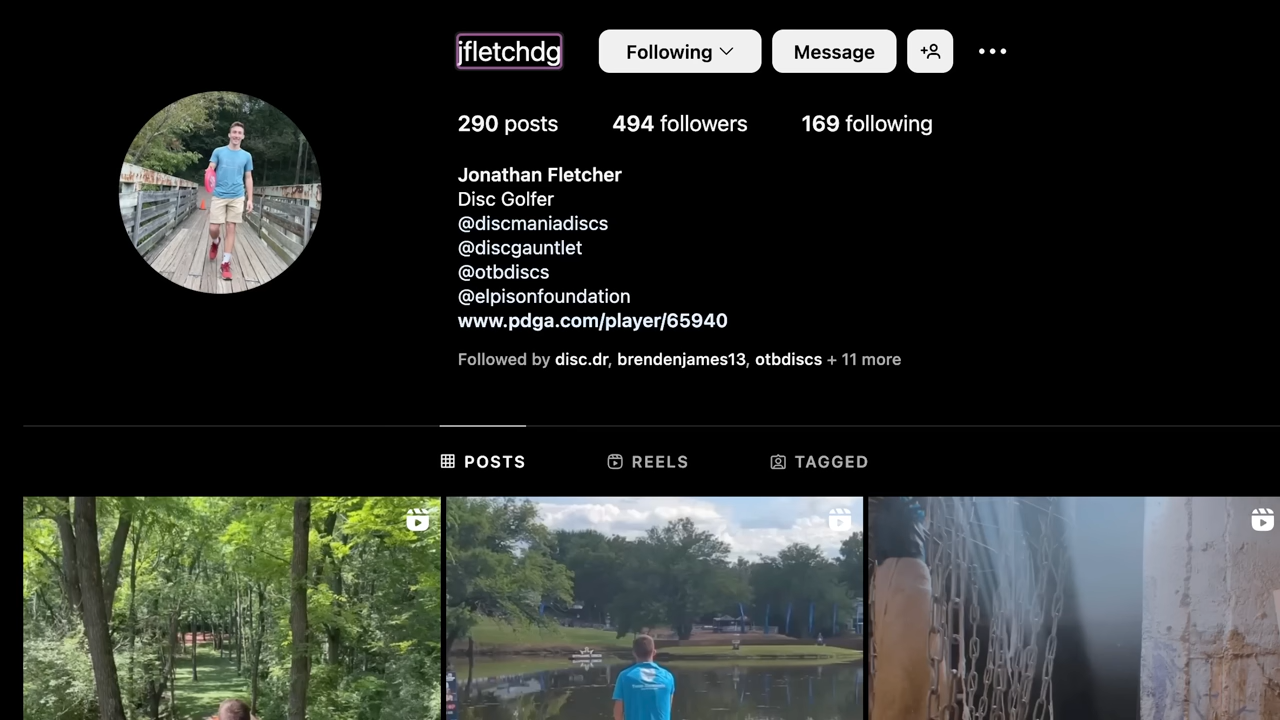 jfletchdg Following Message
290 posts 494 followers 169 following
Jonathan Fletcher
Disc Golfer
@discmaniadiscs
@discgauntlet
@otbdiscs
@elpisonfoundation
www.pdga.com/player/65940
Followed by disc.dr, brendenjames13, otbdiscs + 11 more
POSTS REELS TAGGED